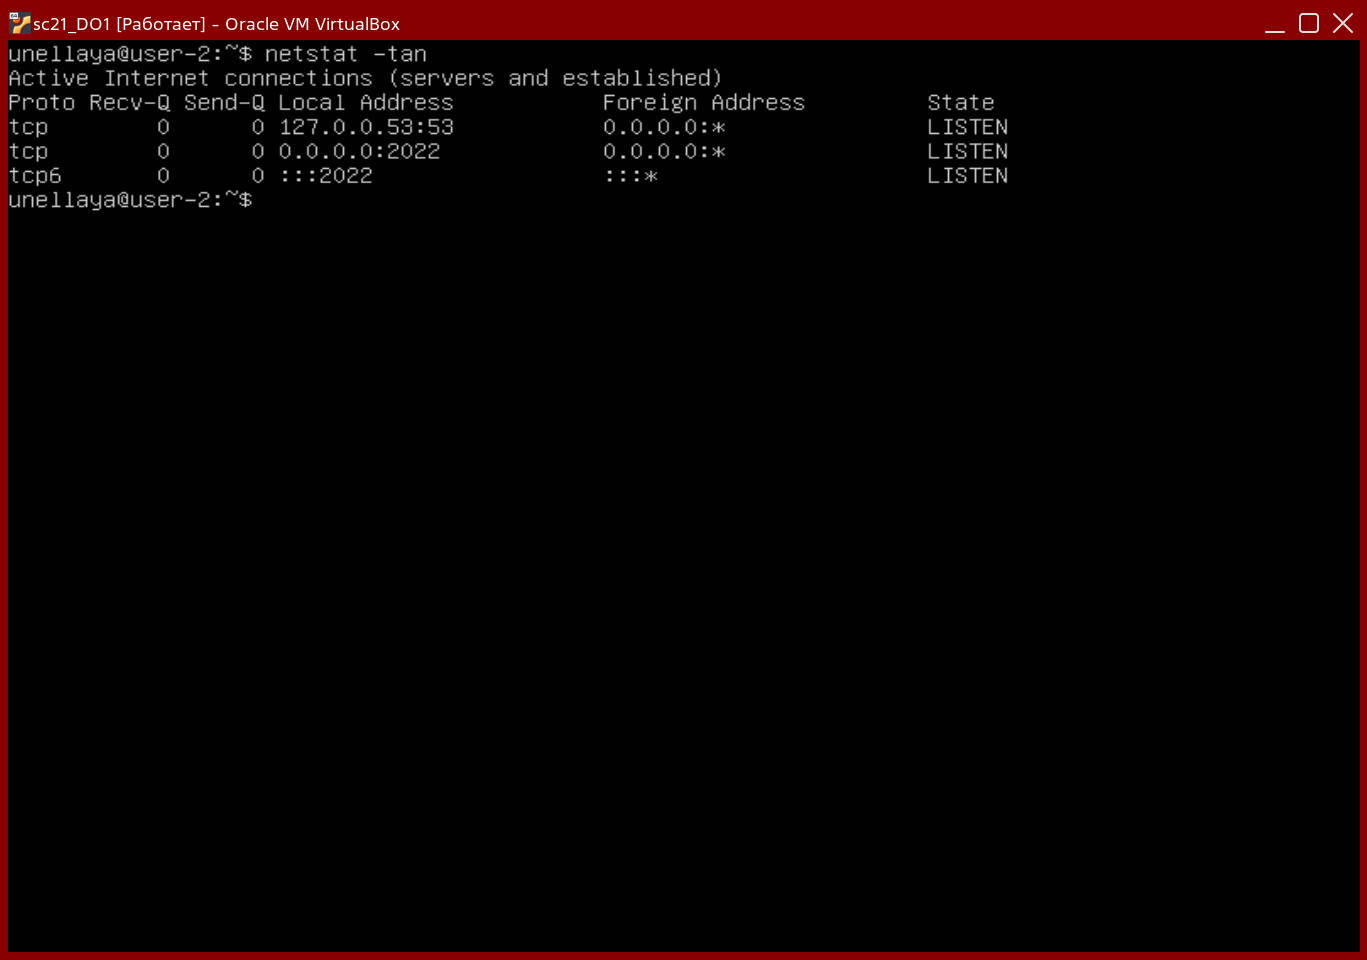 sc21_DO1 [Работает] - Oracle VM VirtualBox
unellaya@user-2:~$ netstat -tan
Active Internet connections (servers and established)
Proto Recv-Q Send-Q Local Address           Foreign Address         State
tcp        0      0 127.0.0.53:53           0.0.0.0:*               LISTEN
tcp        0      0 0.0.0.0:2022            0.0.0.0:*               LISTEN
tcp6       0      0 :::2022                 :::*                    LISTEN
unellaya@user-2:~$